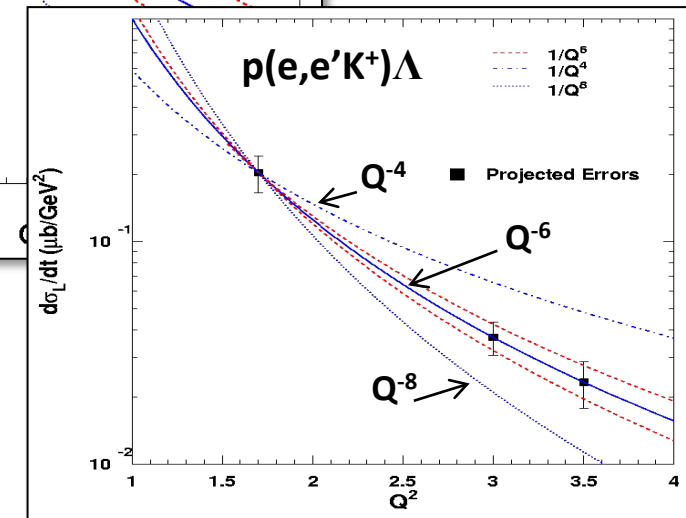 p(e,e'K⁺)Λ
1/Q⁶
1/Q⁴
1/Q⁸
Projected Errors
Q⁻⁴
Q⁻⁶
Q⁻⁸
dσ_L/dt (μb/GeV²)
10⁻¹
10⁻²
1
1.5
2
2.5
3
3.5
4
Q²